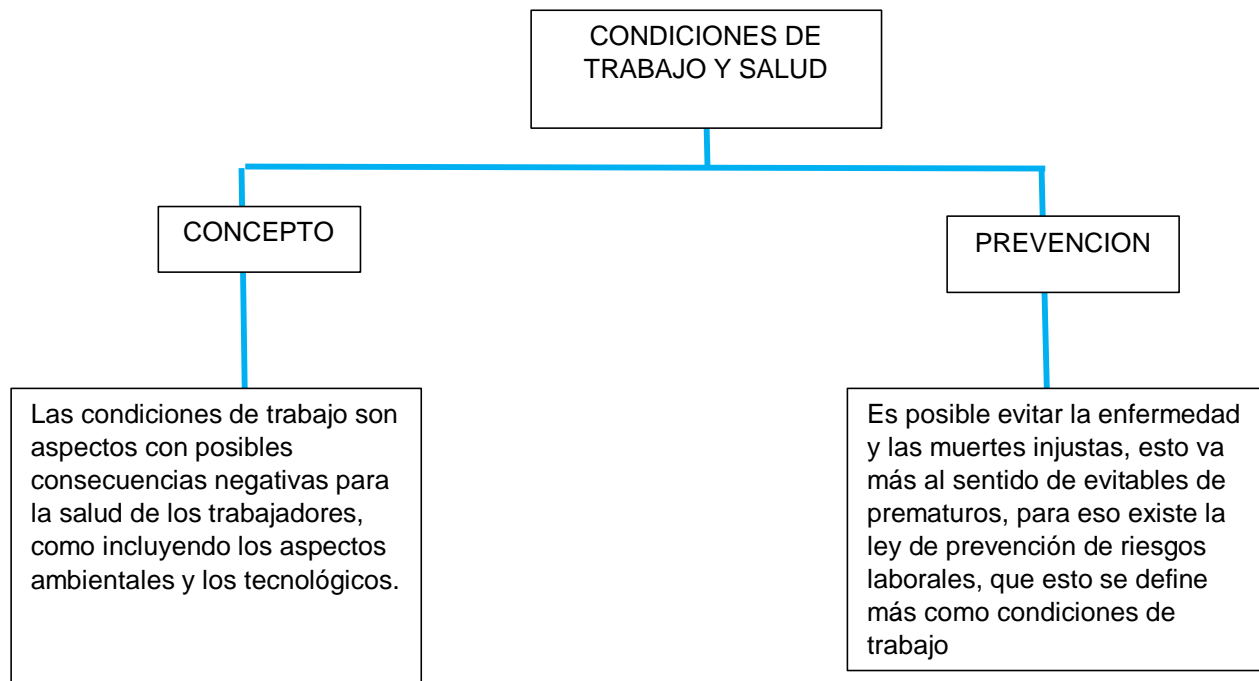 CONDICIONES DE
TRABAJO Y SALUD
CONCEPTO
PREVENCION
Las condiciones de trabajo son
aspectos con posibles
consecuencias negativas para
la salud de los trabajadores,
como incluyendo los aspectos
ambientales y los tecnológicos.
Es posible evitar la enfermedad
y las muertes injustas, esto va
más al sentido de evitables de
prematuros, para eso existe la
ley de prevención de riesgos
laborales, que esto se define
más como condiciones de
trabajo